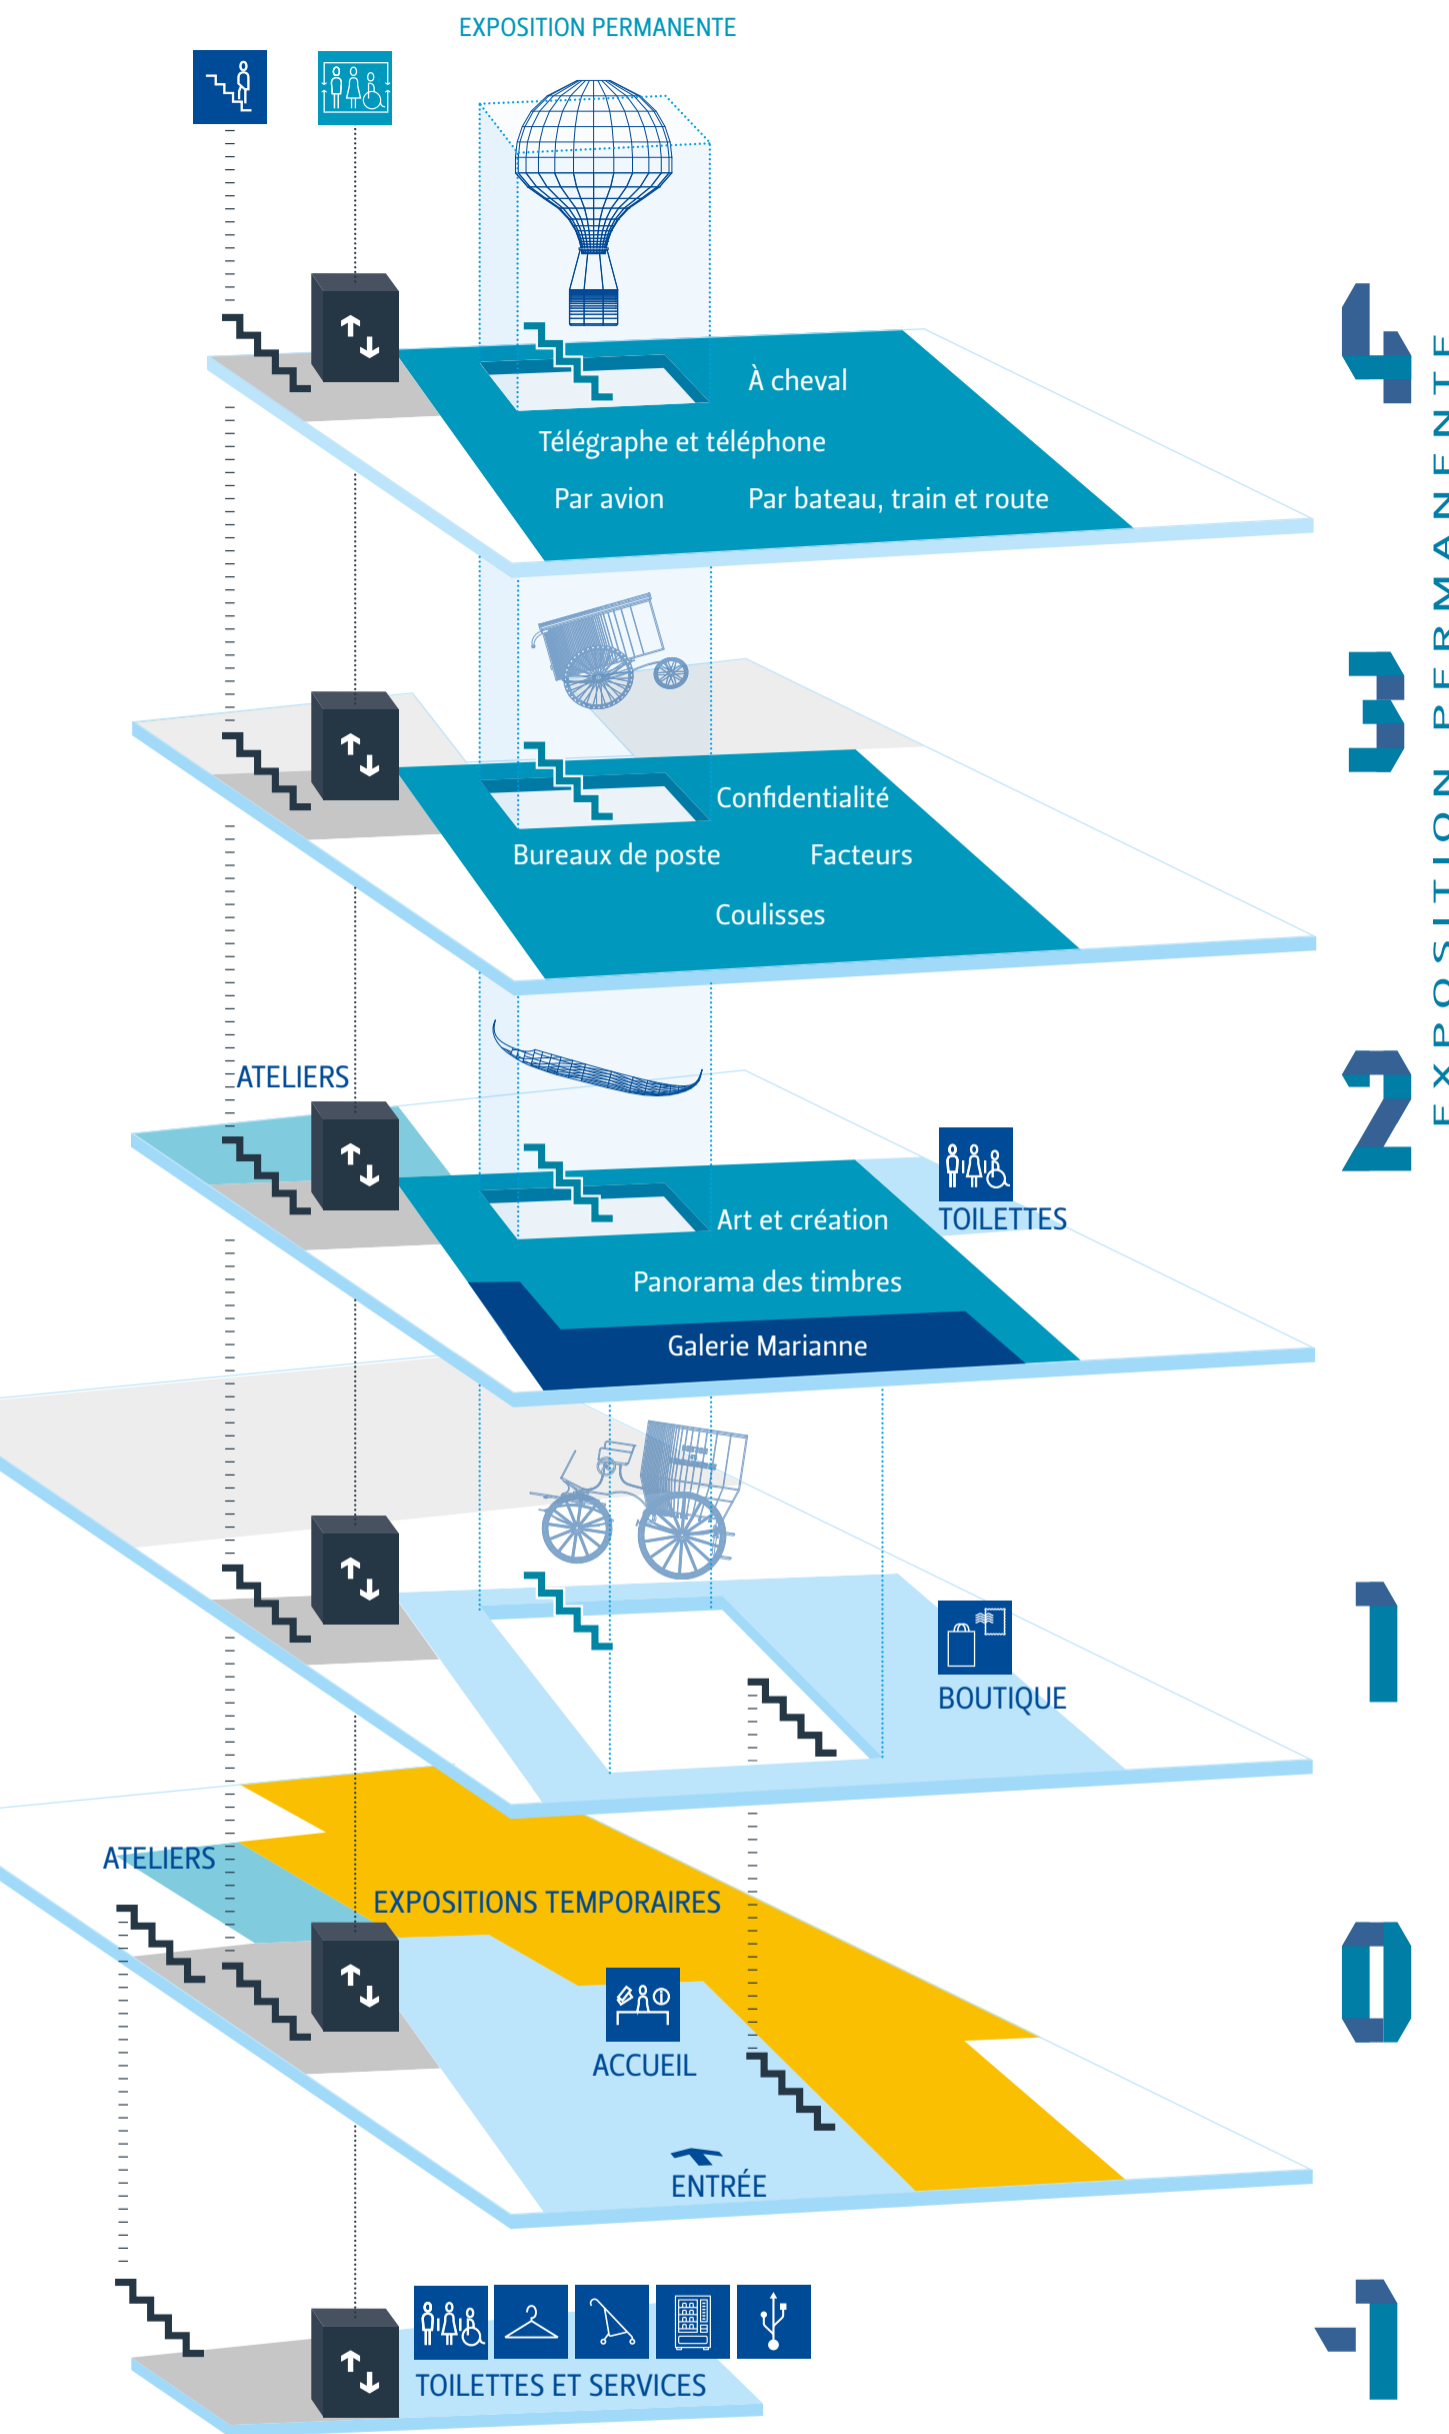 EXPOSITION PERMANENTE
4
À cheval
Télégraphe et téléphone
Par avion
Par bateau, train et route
EXPOSITION PERMANENTE
3
Confidentialité
Bureaux de poste
Facteurs
Coulisses
2
ATELIERS
TOILETTES
Art et création
Panorama des timbres
Galerie Marianne
1
BOUTIQUE
0
ATELIERS
EXPOSITIONS TEMPORAIRES
ACCUEIL
ENTRÉE
-1
TOILETTES ET SERVICES